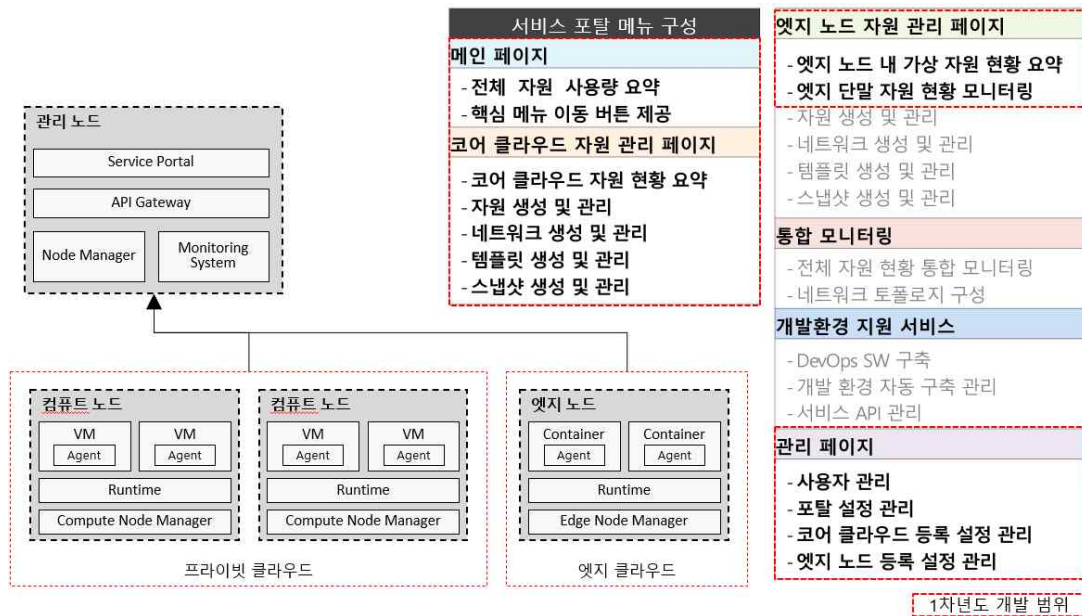 관리 노드
Service Portal
API Gateway
Node Manager
Monitoring
System
컴퓨트 노드
VM
Agent
VM
Agent
Runtime
Compute Node Manager
컴퓨트 노드
VM
Agent
VM
Agent
Runtime
Compute Node Manager
프라이빗 클라우드
엣지 노드
Container
Agent
Container
Agent
Runtime
Edge Node Manager
엣지 클라우드
서비스 포탈 메뉴 구성
메인 페이지
- 전체 자원 사용량 요약
- 핵심 메뉴 이동 버튼 제공
코어 클라우드 자원 관리 페이지
- 코어 클라우드 자원 현황 요약
- 자원 생성 및 관리
- 네트워크 생성 및 관리
- 템플릿 생성 및 관리
- 스냅샷 생성 및 관리
엣지 노드 자원 관리 페이지
- 엣지 노드 내 가상 자원 현황 요약
- 엣지 단말 자원 현황 모니터링
- 자원 생성 및 관리
- 네트워크 생성 및 관리
- 템플릿 생성 및 관리
- 스냅샷 생성 및 관리
통합 모니터링
- 전체 자원 현황 통합 모니터링
- 네트워크 토폴로지 구성
개발환경 지원 서비스
- DevOps SW 구축
- 개발 환경 자동 구축 관리
- 서비스 API 관리
관리 페이지
- 사용자 관리
- 포탈 설정 관리
- 코어 클라우드 등록 설정 관리
- 엣지 노드 등록 설정 관리
1차년도 개발 범위